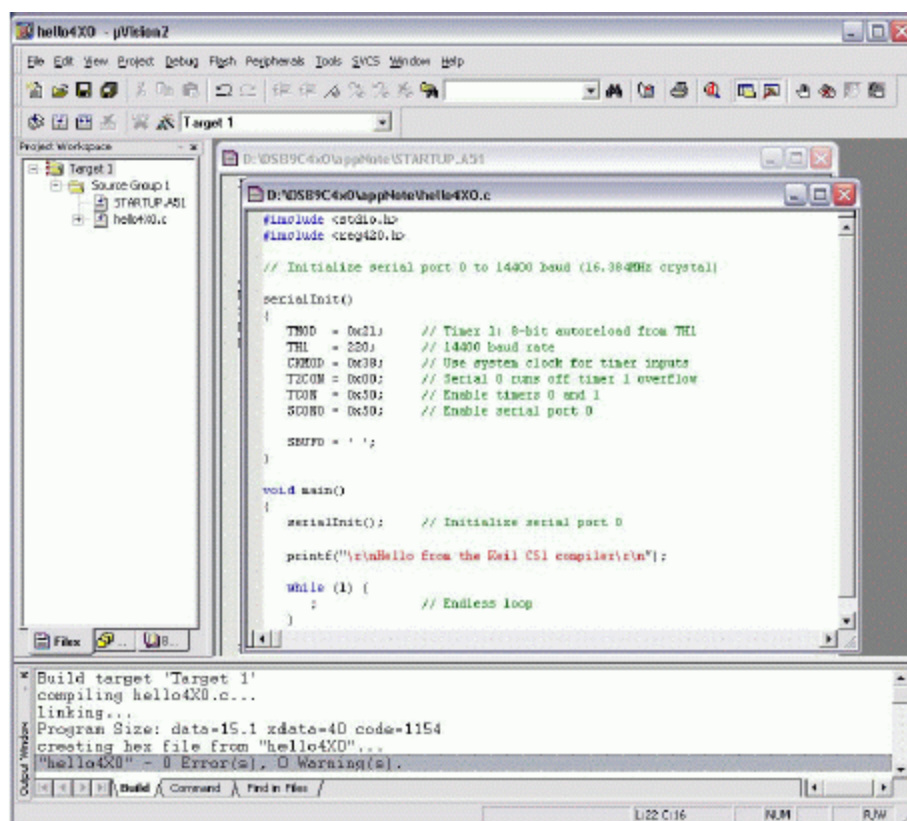 hello4X0 - µVision2
File Edit View Project Debug Flash Peripherals Tools SVCS Window Help
Target 1
Project Workspace
Target 1
Source Group 1
STARTUP.A51
hello4X0.c
Files
B...
D:\DSB9C4x0\appNote\STARTUP.A51
D:\DSB9C4x0\appNote\hello4X0.c
#include <stdio.h>
#include <reg420.h>
// Initialize serial port 0 to 14400 baud (16.384MHz crystal)
serialInit()
{
TMOD = 0x21; // Timer 1: 8-bit autoreload from TH1
TH1 = 220; // 14400 baud rate
CKMOD = 0x38; // Use system clock for timer inputs
T2CON = 0x00; // Serial 0 runs off timer 1 overflow
TCON = 0x50; // Enable timers 0 and 1
SCON0 = 0x50; // Enable serial port 0
SBUF0 = ' ';
}
void main()
{
serialInit(); // Initialize serial port 0
printf("\r\nHello from the Keil C51 compiler\r\n");
while (1) {
; // Endless loop
}
Build target 'Target 1'
compiling hello4X0.c...
linking...
Program Size: data=15.1 xdata=40 code=1154
creating hex file from "hello4X0"...
"hello4X0" - 0 Error(s), 0 Warning(s).
Output Window
Build Command Find in Files
L:22 C:16 NUM R/W